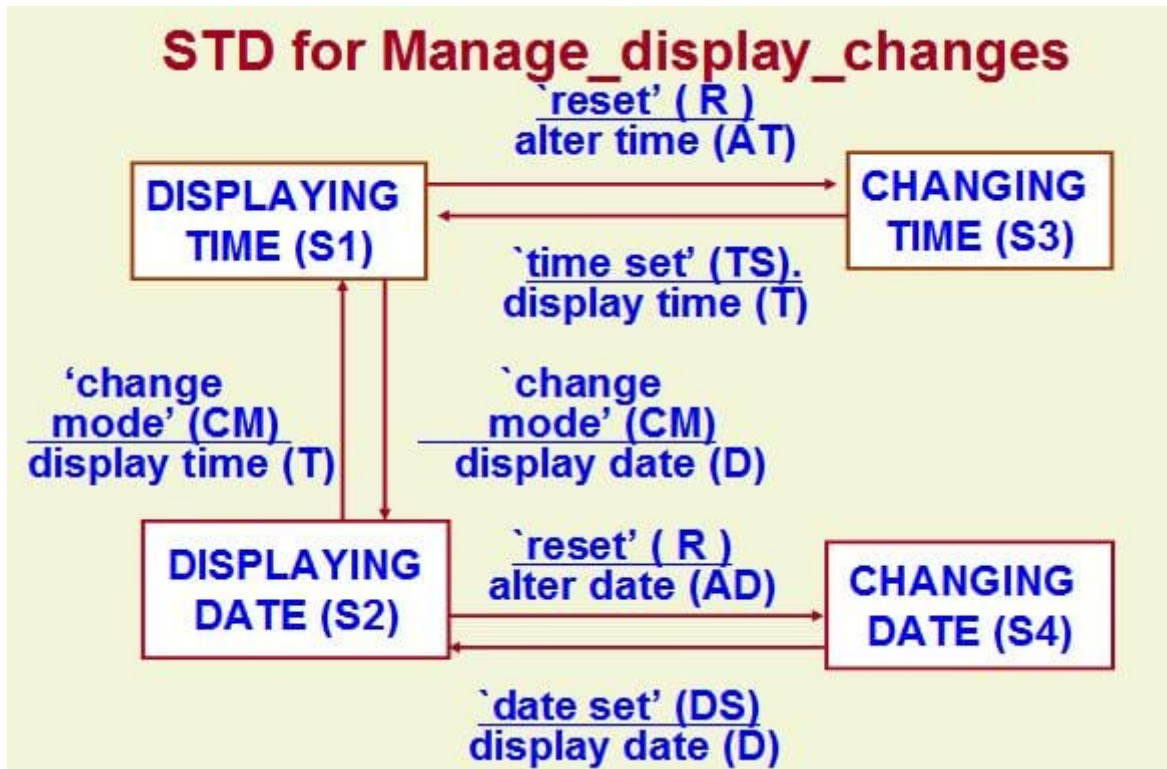 STD for Manage_display_changes
`reset’ ( R )
alter time (AT)
DISPLAYING
TIME (S1)
CHANGING
TIME (S3)
`time set’ (TS).
display time (T)
‘change
mode’ (CM)
display time (T)
`change
mode’ (CM)
display date (D)
DISPLAYING
DATE (S2)
`reset’ ( R )
alter date (AD)
CHANGING
DATE (S4)
`date set’ (DS)
display date (D)